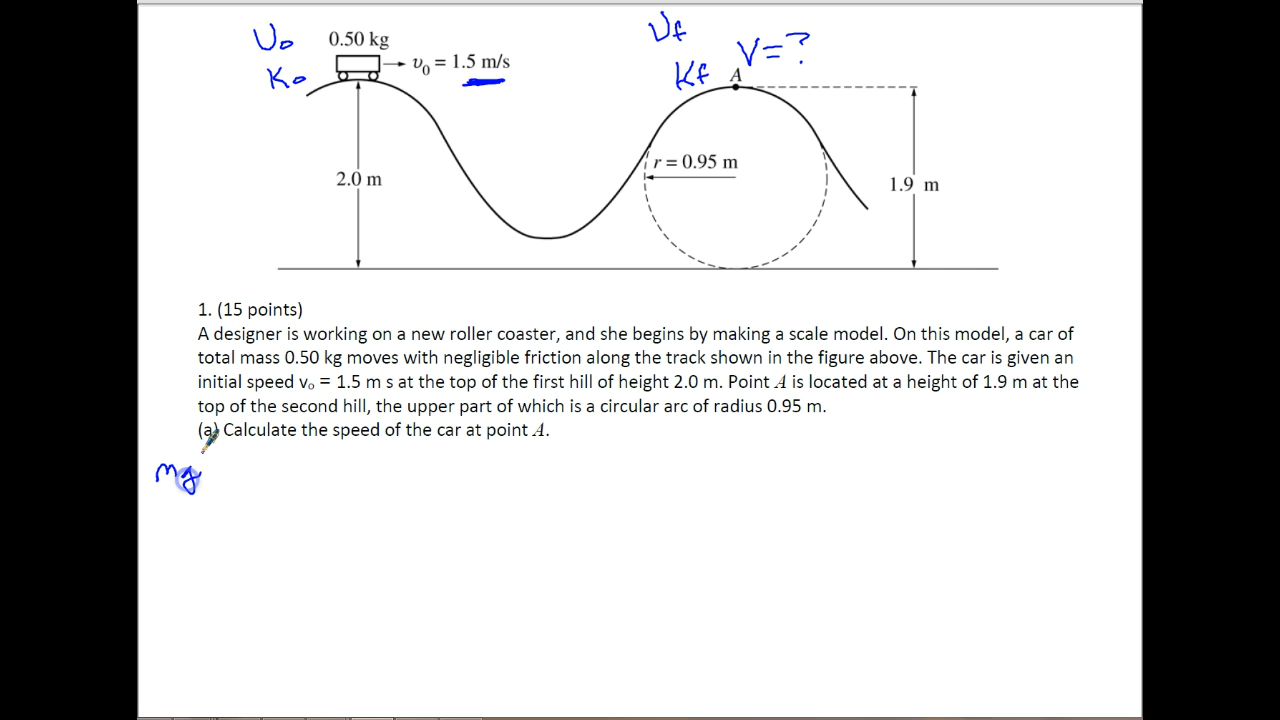 U₀ 0.50 kg U_f V=?
K₀ υ₀ = 1.5 m/s K_f A
r = 0.95 m
2.0 m 1.9 m
1. (15 points)
A designer is working on a new roller coaster, and she begins by making a scale model. On this model, a car of
total mass 0.50 kg moves with negligible friction along the track shown in the figure above. The car is given an
initial speed vₒ = 1.5 m s at the top of the first hill of height 2.0 m. Point A is located at a height of 1.9 m at the
top of the second hill, the upper part of which is a circular arc of radius 0.95 m.
(a) Calculate the speed of the car at point A.
mg